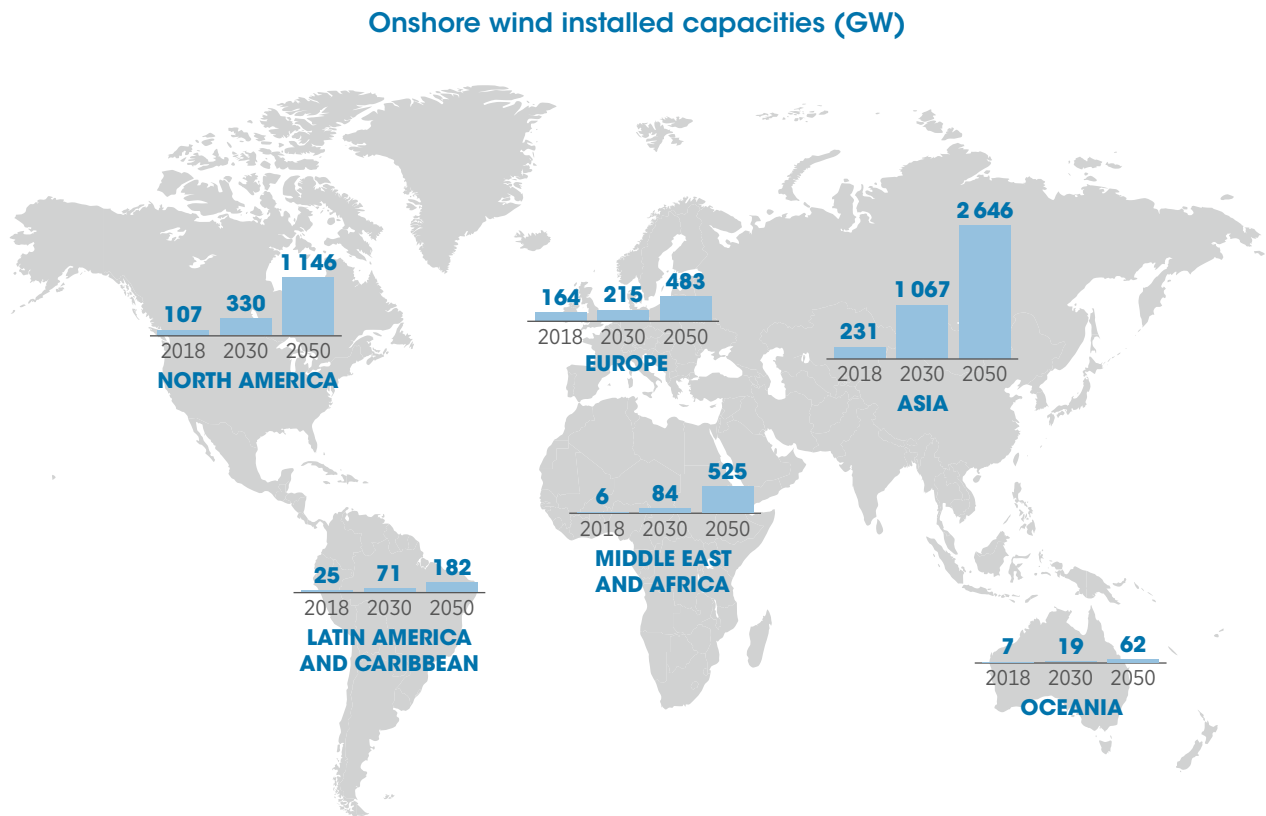 Onshore wind installed capacities (GW)
107 330 1 146
2018 2030 2050
NORTH AMERICA
164 215 483
2018 2030 2050
EUROPE
231 1 067 2 646
2018 2030 2050
ASIA
6 84 525
2018 2030 2050
MIDDLE EAST
AND AFRICA
25 71 182
2018 2030 2050
LATIN AMERICA
AND CARIBBEAN
7 19 62
2018 2030 2050
OCEANIA